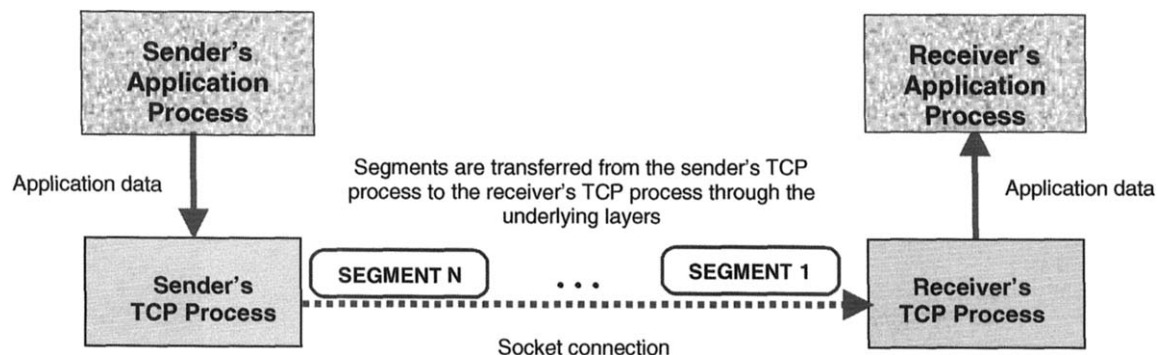 Sender's
Application
Process
Receiver's
Application
Process
Application data
Segments are transferred from the sender's TCP
process to the receiver's TCP process through the
underlying layers
Application data
Sender's
TCP Process
SEGMENT N
...
SEGMENT 1
Receiver's
TCP Process
Socket connection